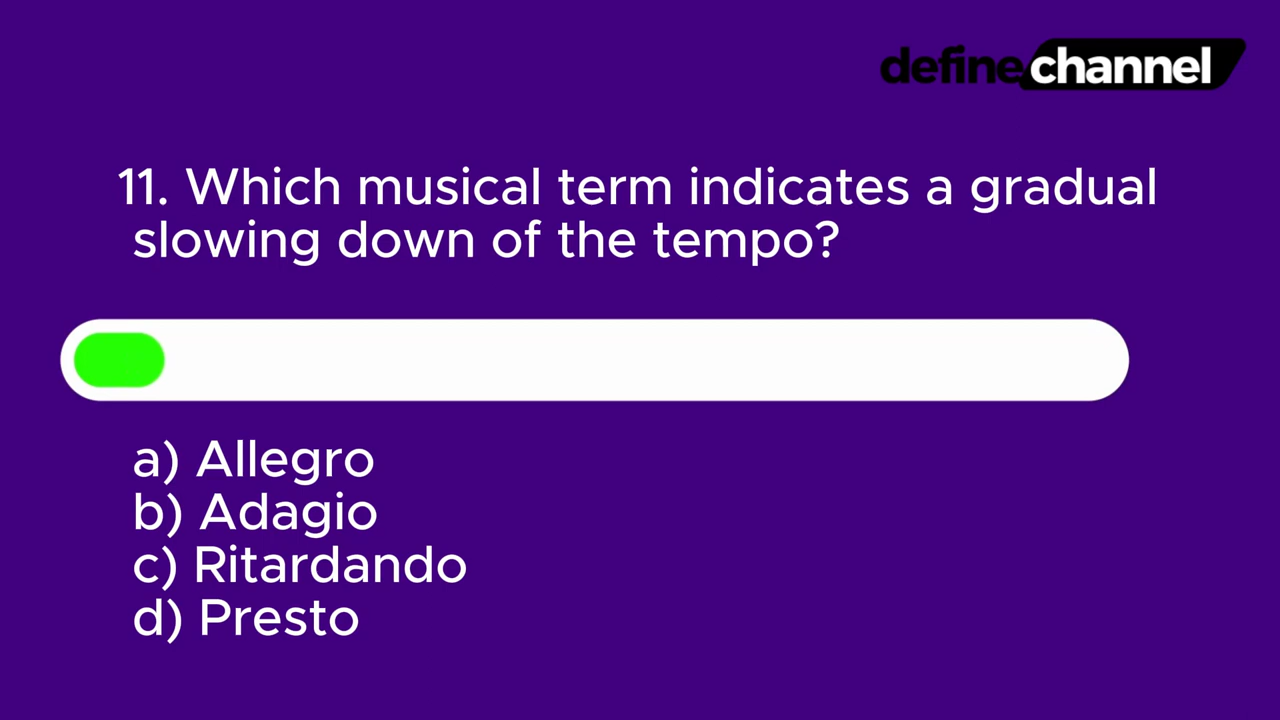 definechannel
11. Which musical term indicates a gradual
slowing down of the tempo?
a) Allegro
b) Adagio
c) Ritardando
d) Presto